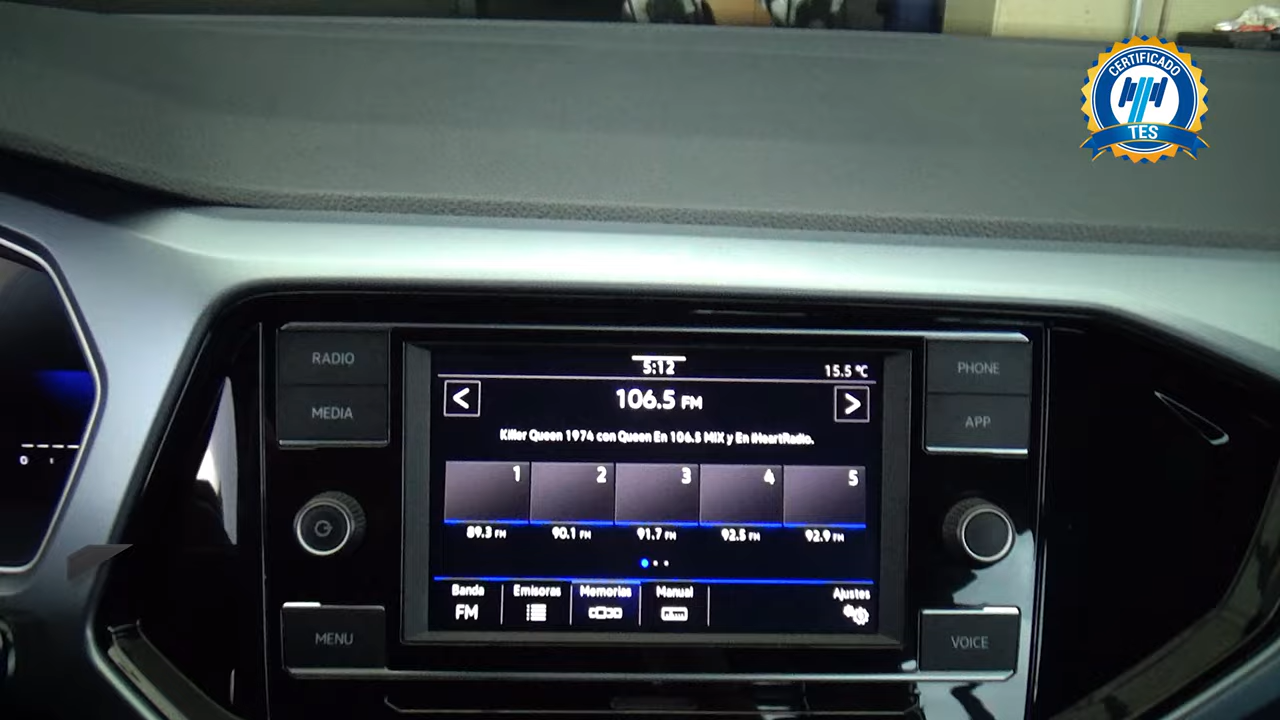 CERTIFICADO
TES
RADIO
MEDIA
MENU
PHONE
APP
VOICE
5:12
15.5 °C
< 106.5 FM >
Killer Queen 1974 con Queen En 106.5 MIX y En iHeartRadio.
1 2 3 4 5
89.3 FM 90.1 FM 91.7 FM 92.5 FM 92.9 FM
Banda Emisoras Memorias Manual Ajustes
FM
0 1